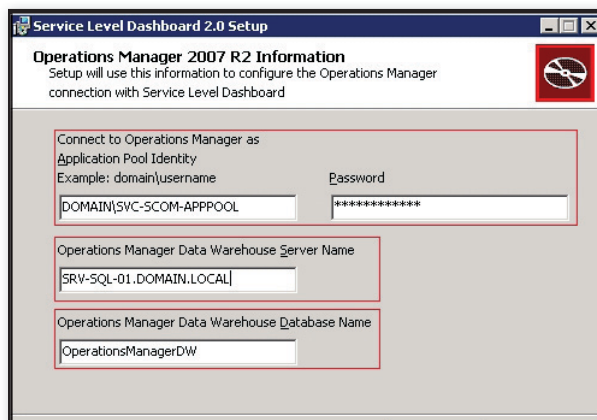 Service Level Dashboard 2.0 Setup
Operations Manager 2007 R2 Information
Setup will use this information to configure the Operations Manager
connection with Service Level Dashboard
Connect to Operations Manager as
Application Pool Identity
Example: domain\username
Password
DOMAIN\SVC-SCOM-APPPOOL
************
Operations Manager Data Warehouse Server Name
SRV-SQL-01.DOMAIN.LOCAL
Operations Manager Data Warehouse Database Name
OperationsManagerDW